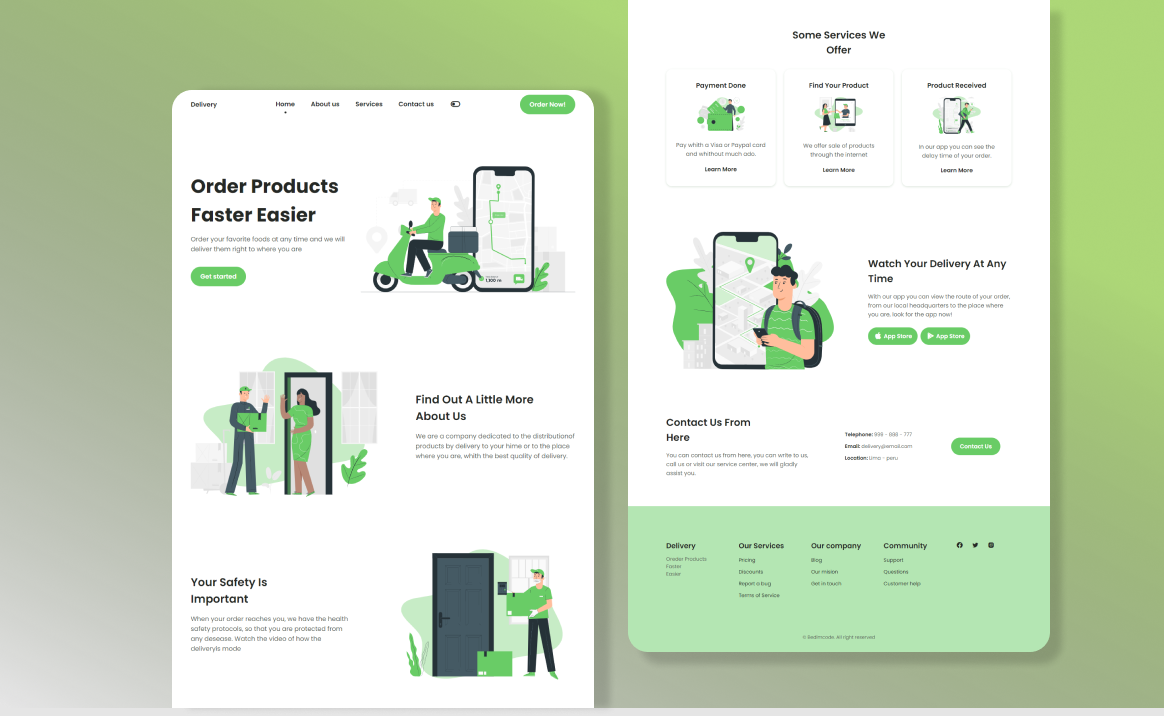 Delivery
Home
About us
Services
Contact us
Order Now!
Order Products
Faster Easier
Order your favorite foods at any time and we will
deliver them right to where you are
Get started
Find Out A Little More
About Us
We are a company dedicated to the distributionof
products by delivery to your hime or to the place
where you are, whith the best quality of delivery.
Your Safety Is
Important
When your order reaches you, we have the health
safety protocols, so that you are protected from
any desease. Watch the video of how the
deliveryis mode
Some Services We
Offer
Payment Done
Pay whith a Visa or Paypal card
and whithout much ado.
Learn More
Find Your Product
We offer sale of products
through the internet
Learn More
Product Received
In our app you can see the
delay time of your order.
Learn More
Watch Your Delivery At Any
Time
With our app you can view the route of your order,
from our local headquarters to the place where
you are, look for the app now!
App Store
App Store
Contact Us From
Here
You can contact us from here, you can write to us,
call us or visit our service center, we will gladly
assist you.
Telephone: 999 - 888 - 777
Email: delivery@email.com
Location: Lima - peru
Contact Us
Delivery
Oreder Products
Faster
Easier
Our Services
Pricing
Discounts
Report a bug
Terms of Service
Our company
Blog
Our mision
Get in touch
Community
Support
Questions
Customer help
© Bedimcode. All right reserved